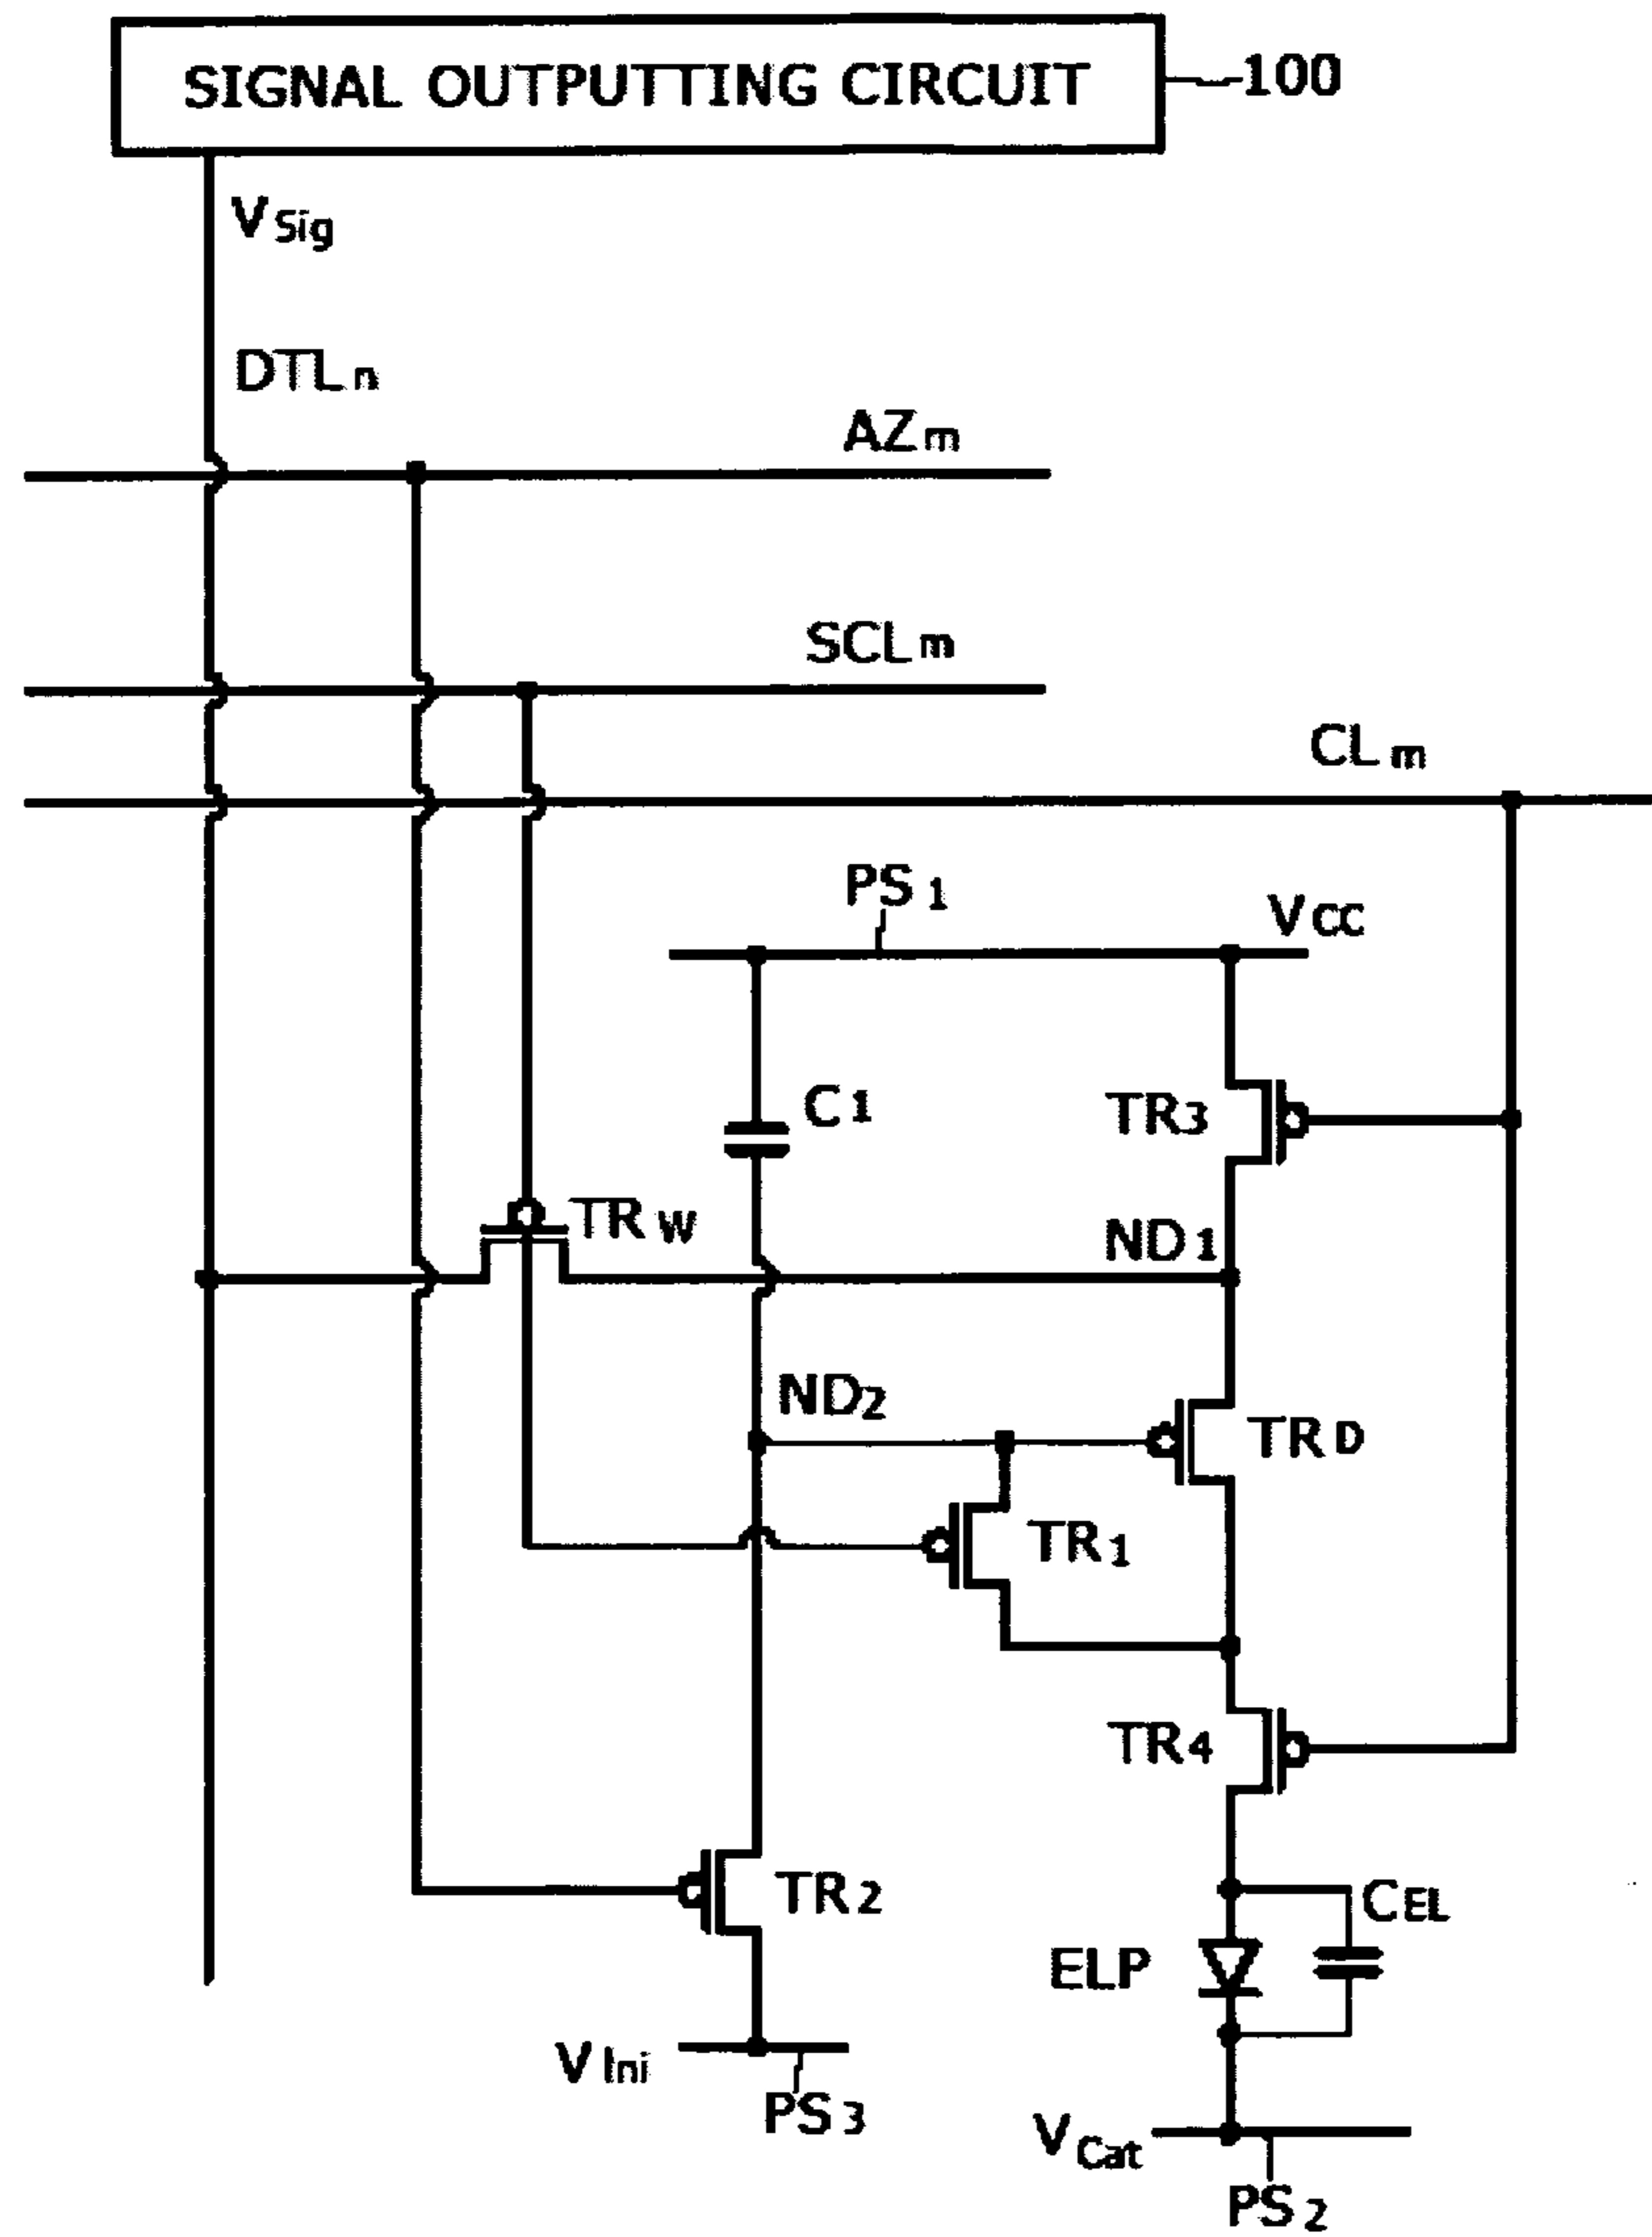 SIGNAL OUTPUTTING CIRCUIT
100
VSig
DTLn
AZm
SCLm
CLm
PS1
VCC
C1
TR3
TRW
ND1
ND2
TRD
TR1
TR4
TR2
CEL
ELP
VIni
PS3
VCat
PS2